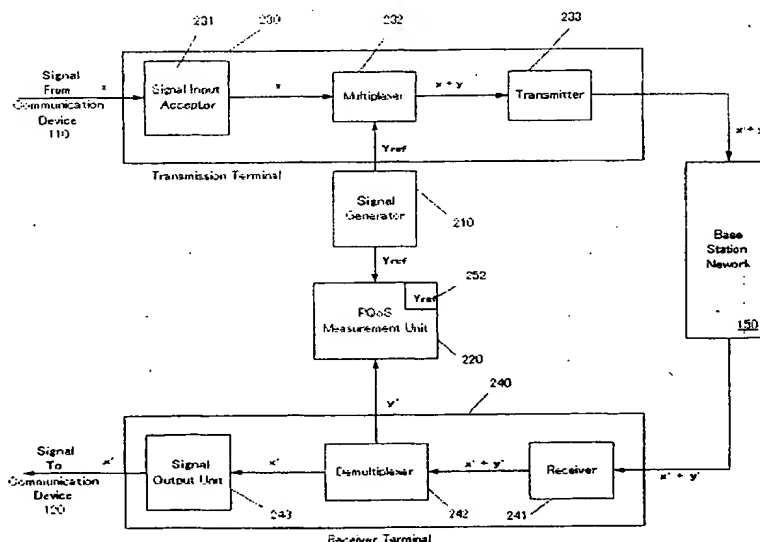 231
230
232
233
Signal
From
Communication
Device
110
x
Signal Input
Acceptor
x
Multiplexer
x + y
Transmitter
x + y
Yref
Transmission Terminal
Signal
Generator
210
Yref
252
Yref
PQoS
Measurement Unit
220
Base
Station
Nework
150
y'
240
Signal
To
Communication
Device
120
x'
Signal
Output Unit
x'
Demultiplexer
x' + y'
Receiver
x' + y'
243
242
241
Receiver Terminal